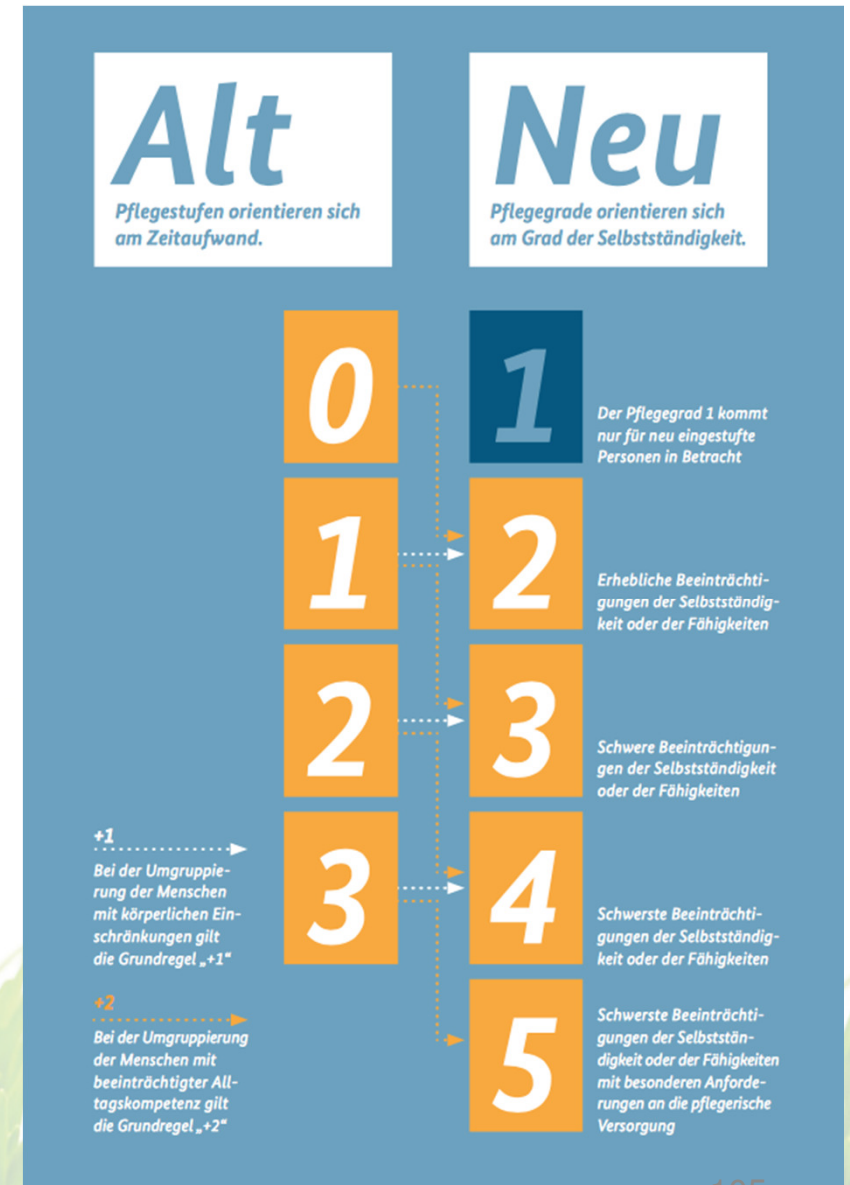 Alt
Pflegestufen orientieren sich
am Zeitaufwand.
Neu
Pflegegrade orientieren sich
am Grad der Selbstständigkeit.
0
1
Der Pflegegrad 1 kommt
nur für neu eingestufte
Personen in Betracht
1
2
Erhebliche Beeinträchti-
gungen der Selbstständig-
keit oder der Fähigkeiten
2
3
Schwere Beeinträchtigun-
gen der Selbstständigkeit
oder der Fähigkeiten
+1
Bei der Umgruppie-
rung der Menschen
mit körperlichen Ein-
schränkungen gilt
die Grundregel „+1“
3
4
Schwerste Beeinträchti-
gungen der Selbstständig-
keit oder der Fähigkeiten
+2
Bei der Umgruppierung
der Menschen mit
beeinträchtigter All-
tagskompetenz gilt
die Grundregel „+2“
5
Schwerste Beeinträchti-
gungen der Selbststän-
digkeit oder der Fähigkeiten
mit besonderen Anforde-
rungen an die pflegerische
Versorgung